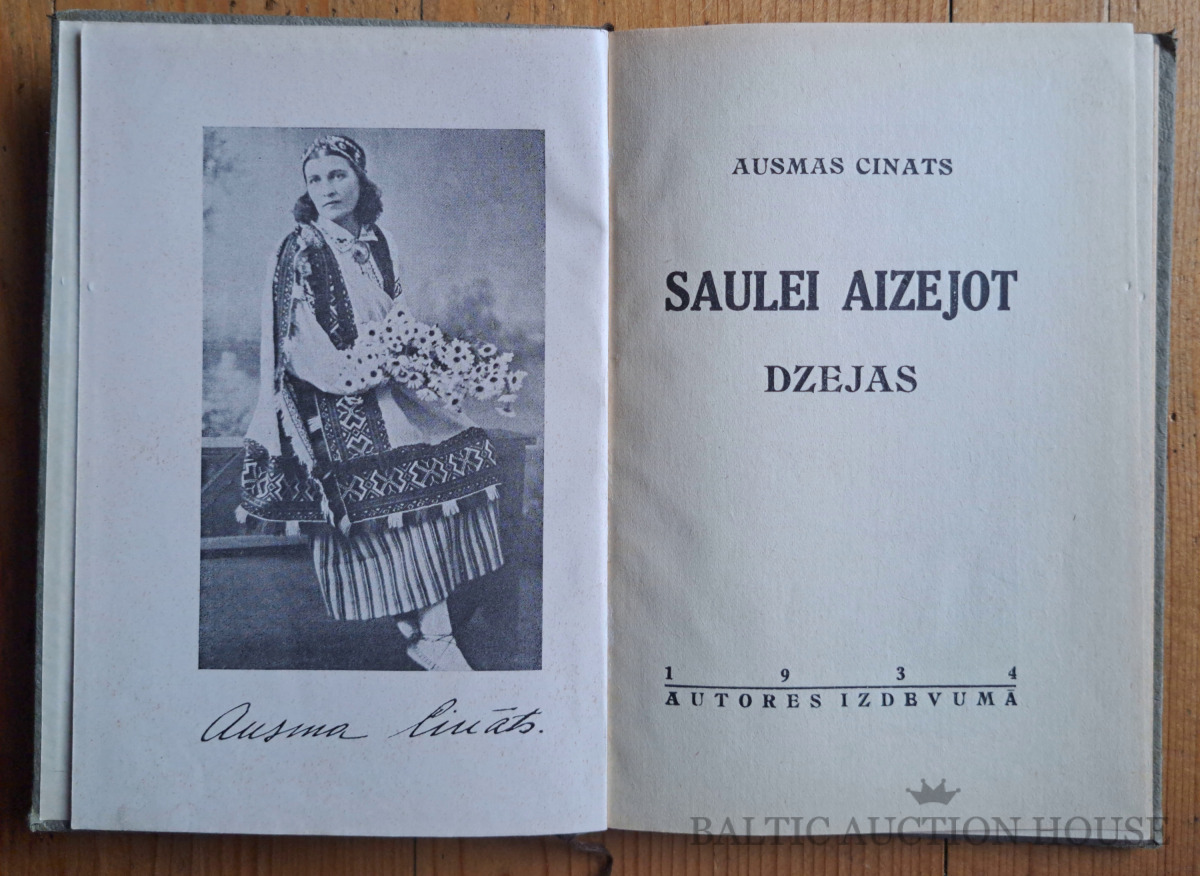 Ausma Cināts.
AUSMAS CINATS
SAULEI AIZEJOT
DZEJAS
1 9 3 4
AUTORES IZDEVUMĀ
BALTIC AUCTION HOUSE